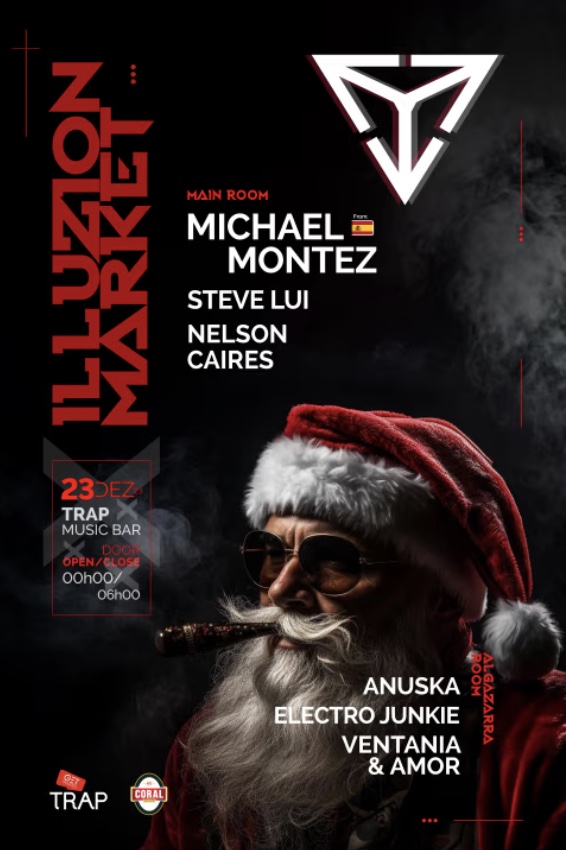 ILLUZION
MARKET
MAIN ROOM
MICHAEL
From:
MONTEZ
STEVE LUI
NELSON
CAIRES
23DEZ
TRAP
MUSIC BAR
DOOR
OPEN/CLOSE
00h00/
06h00
ANUSKA
ELECTRO JUNKIE
VENTANIA
& AMOR
ALGAZARRA
ROOM
GET
TRAP
CORAL